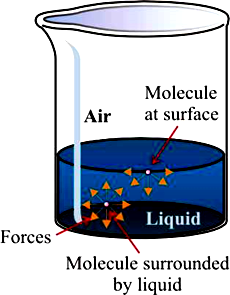 Molecule
at surface
Air
Liquid
Forces
Molecule surrounded
by liquid